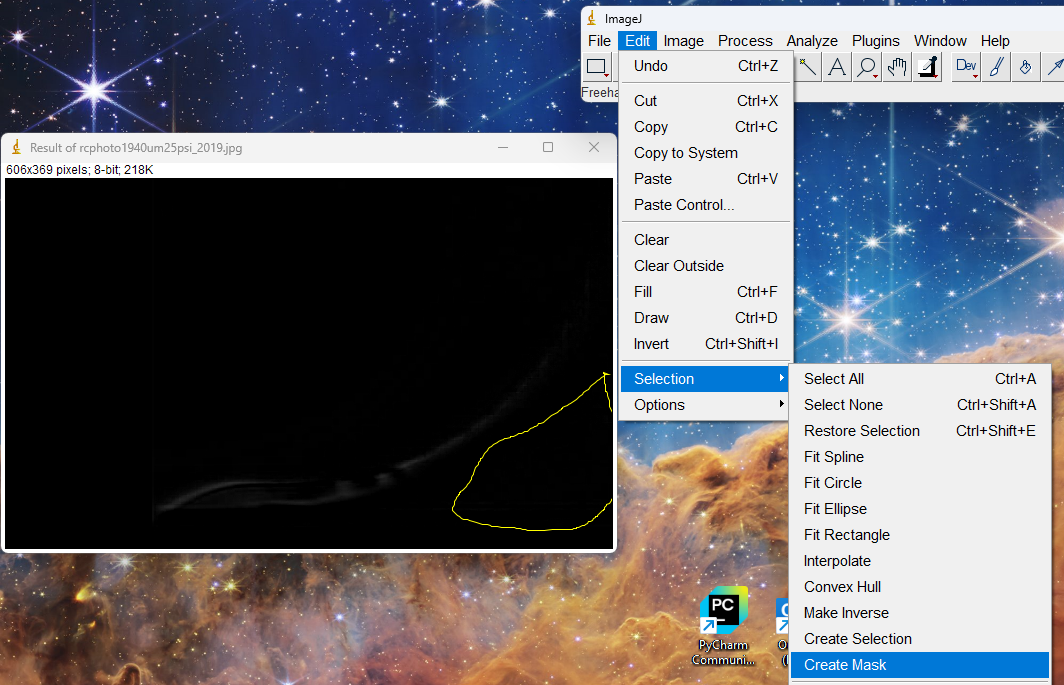 ImageJ
File Edit Image Process Analyze Plugins Window Help
Dev
Undo Ctrl+Z
Cut Ctrl+X
Copy Ctrl+C
Copy to System
Paste Ctrl+V
Paste Control...
Clear
Clear Outside
Fill Ctrl+F
Draw Ctrl+D
Invert Ctrl+Shift+I
Selection
Options
Select All Ctrl+A
Select None Ctrl+Shift+A
Restore Selection Ctrl+Shift+E
Fit Spline
Fit Circle
Fit Ellipse
Fit Rectangle
Interpolate
Convex Hull
Make Inverse
Create Selection
Create Mask
Result of rcphoto1940um25psi_2019.jpg
606x369 pixels; 8-bit; 218K
PC
PyCharm
Communi...